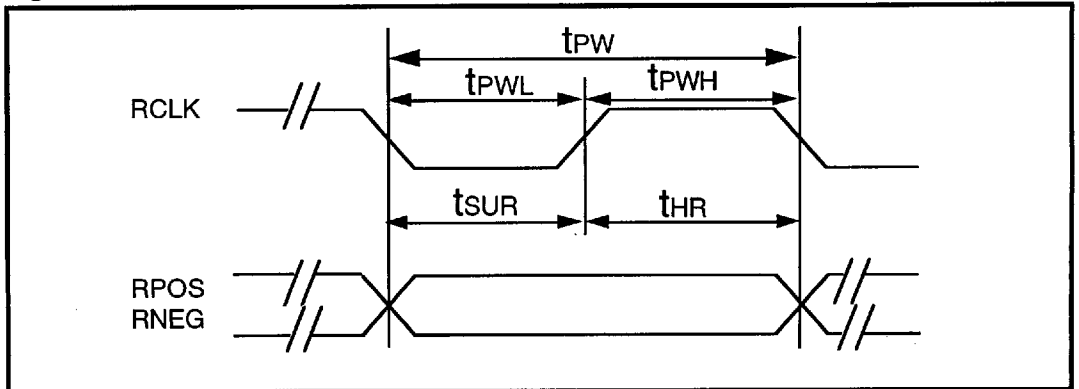 tPW
tPWL tPWH
RCLK
tSUR tHR
RPOS
RNEG